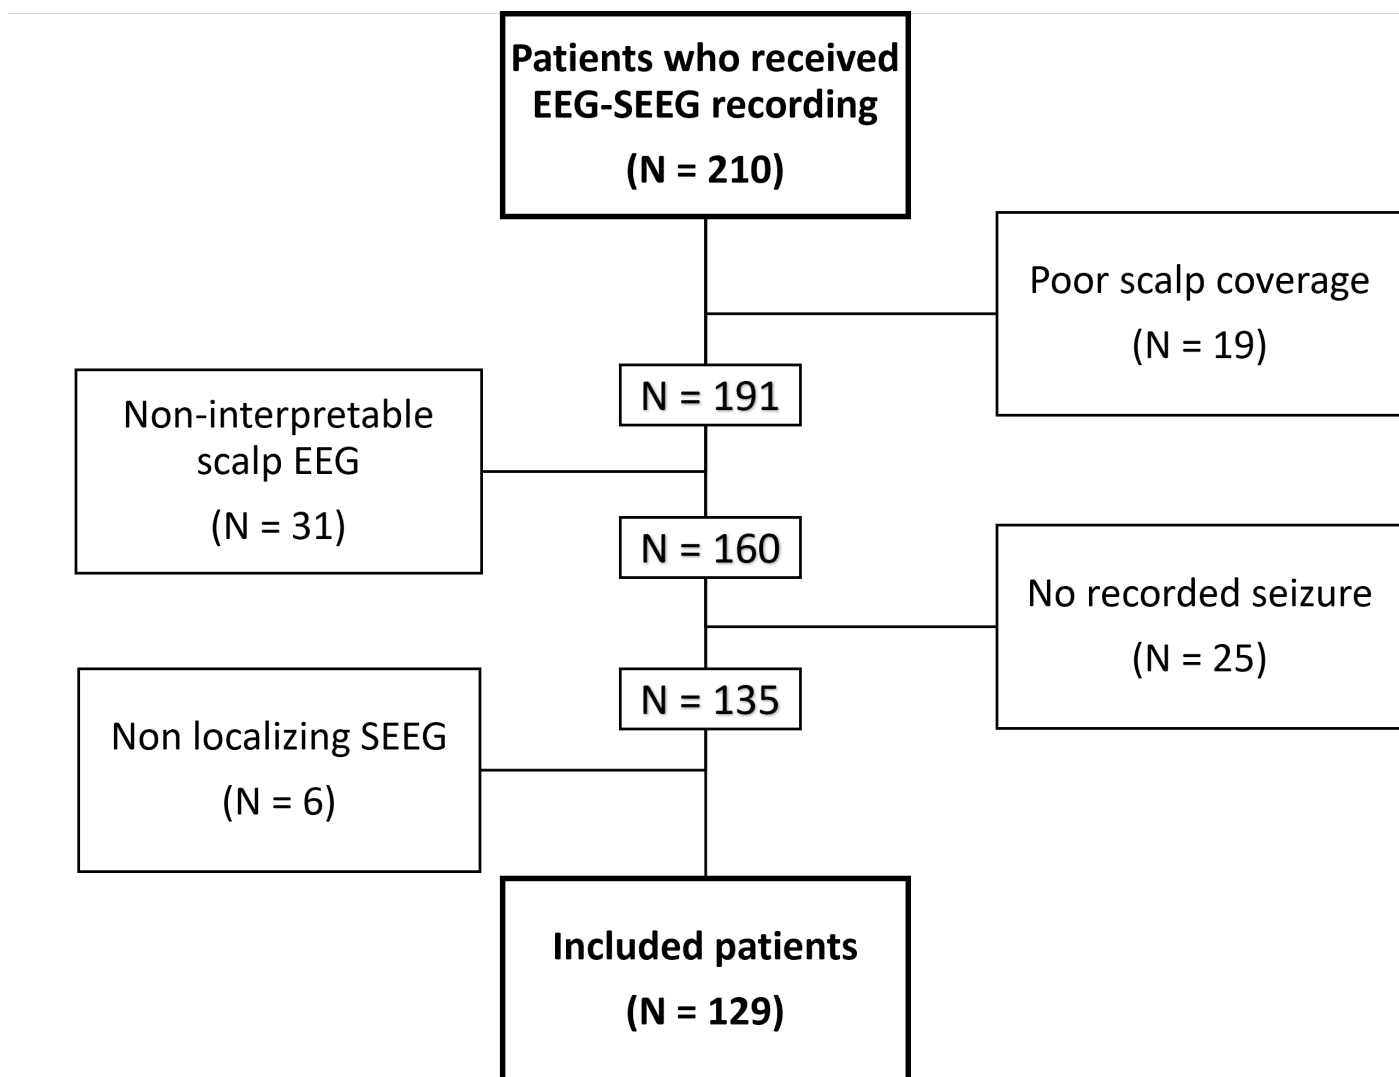 Patients who received
EEG-SEEG recording
(N = 210)
Poor scalp coverage
(N = 19)
N = 191
Non-interpretable
scalp EEG
(N = 31)
N = 160
No recorded seizure
(N = 25)
N = 135
Non localizing SEEG
(N = 6)
Included patients
(N = 129)